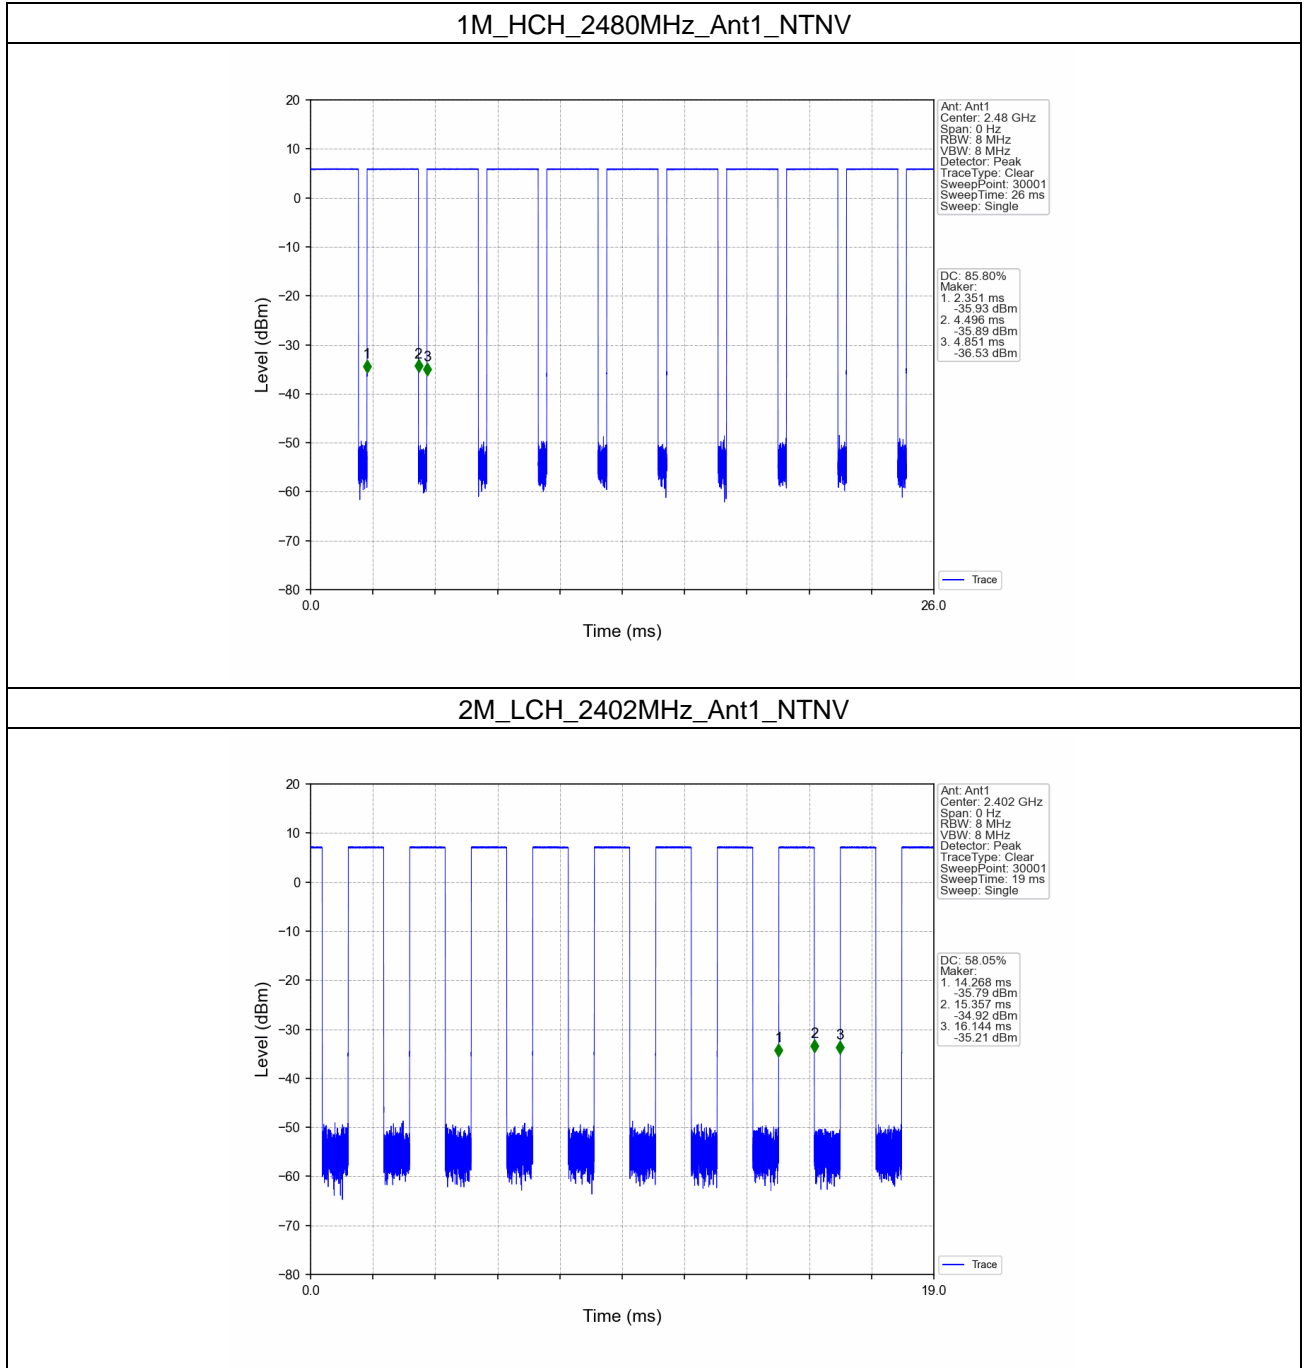 1M_HCH_2480MHz_Ant1_NTNV
20
10
0
−10
−20
−30
−40
−50
−60
−70
−80
Level (dBm)
1
2
3
0.0
26.0
Time (ms)
Ant: Ant1
Center: 2.48 GHz
Span: 0 Hz
RBW: 8 MHz
VBW: 8 MHz
Detector: Peak
TraceType: Clear
SweepPoint: 30001
SweepTime: 26 ms
Sweep: Single
DC: 85.80%
Maker:
1. 2.351 ms
-35.93 dBm
2. 4.496 ms
-35.89 dBm
3. 4.851 ms
-36.53 dBm
Trace
2M_LCH_2402MHz_Ant1_NTNV
20
10
0
−10
−20
−30
−40
−50
−60
−70
−80
Level (dBm)
1
2
3
0.0
19.0
Time (ms)
Ant: Ant1
Center: 2.402 GHz
Span: 0 Hz
RBW: 8 MHz
VBW: 8 MHz
Detector: Peak
TraceType: Clear
SweepPoint: 30001
SweepTime: 19 ms
Sweep: Single
DC: 58.05%
Maker:
1. 14.268 ms
-35.79 dBm
2. 15.357 ms
-34.92 dBm
3. 16.144 ms
-35.21 dBm
Trace